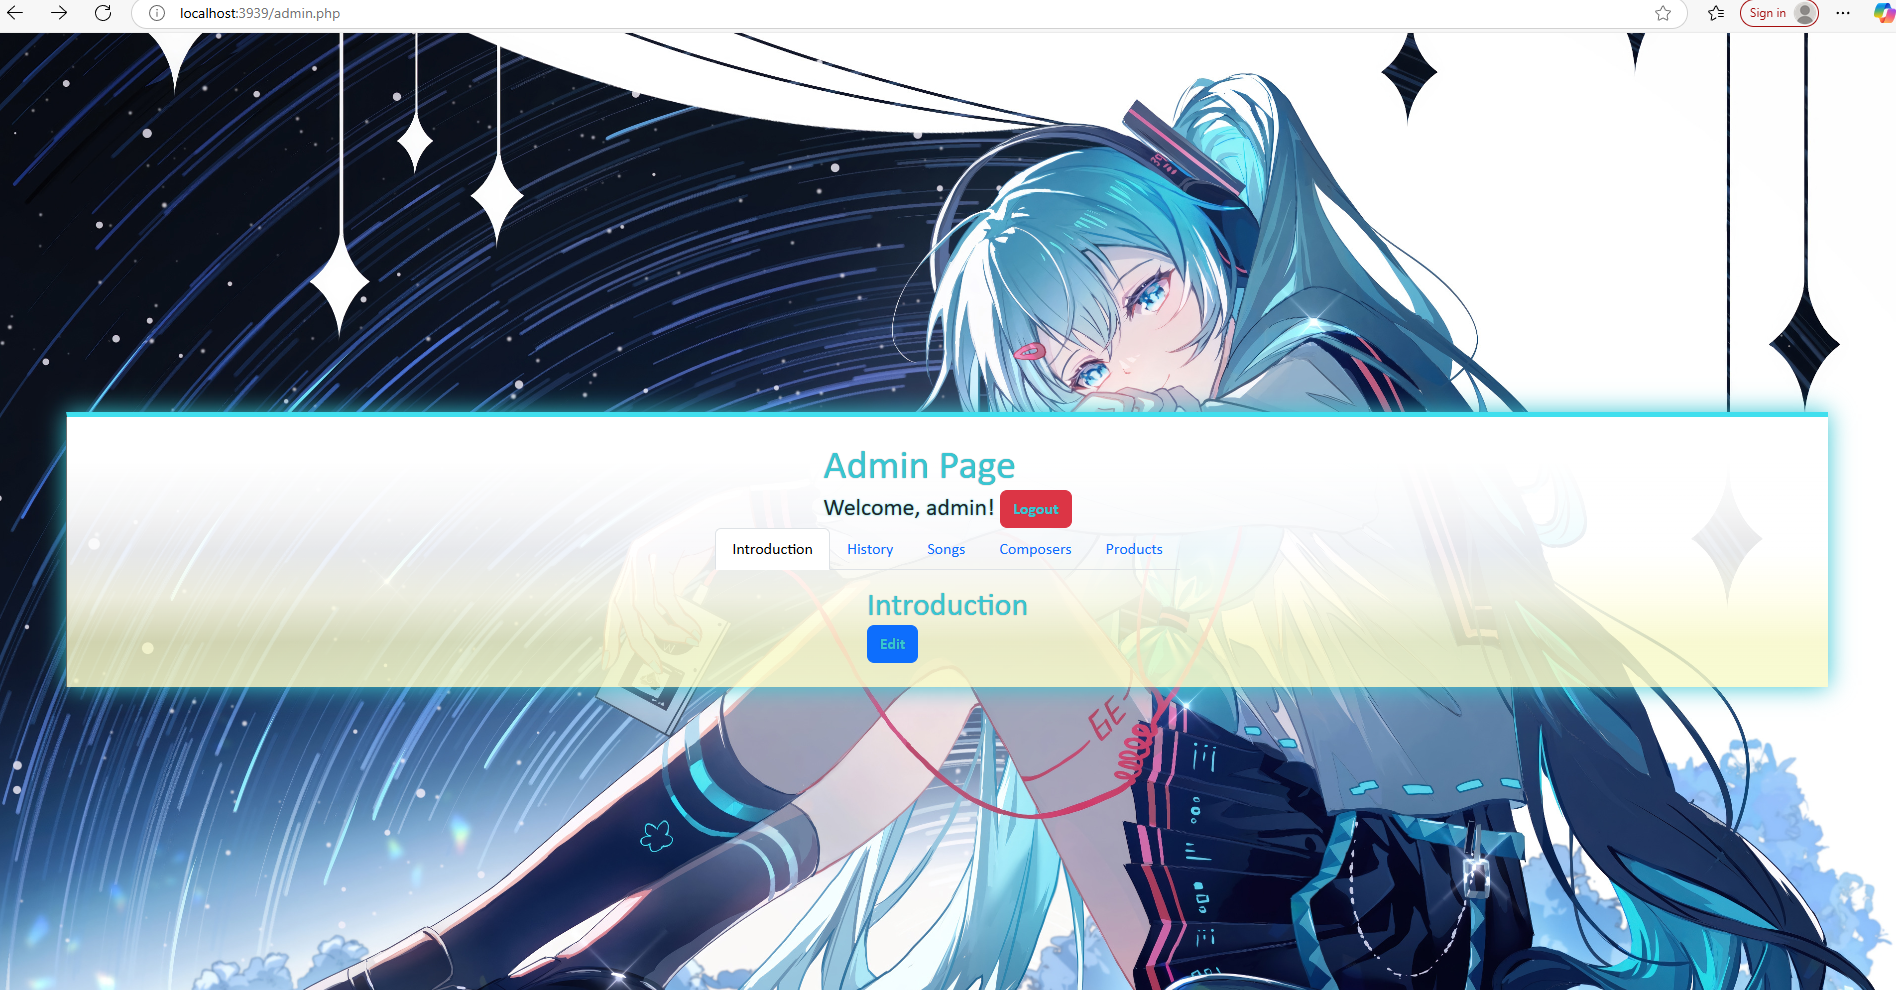 localhost:3939/admin.php
Sign in
Admin Page
Welcome, admin! Logout
Introduction History Songs Composers Products
Introduction
Edit